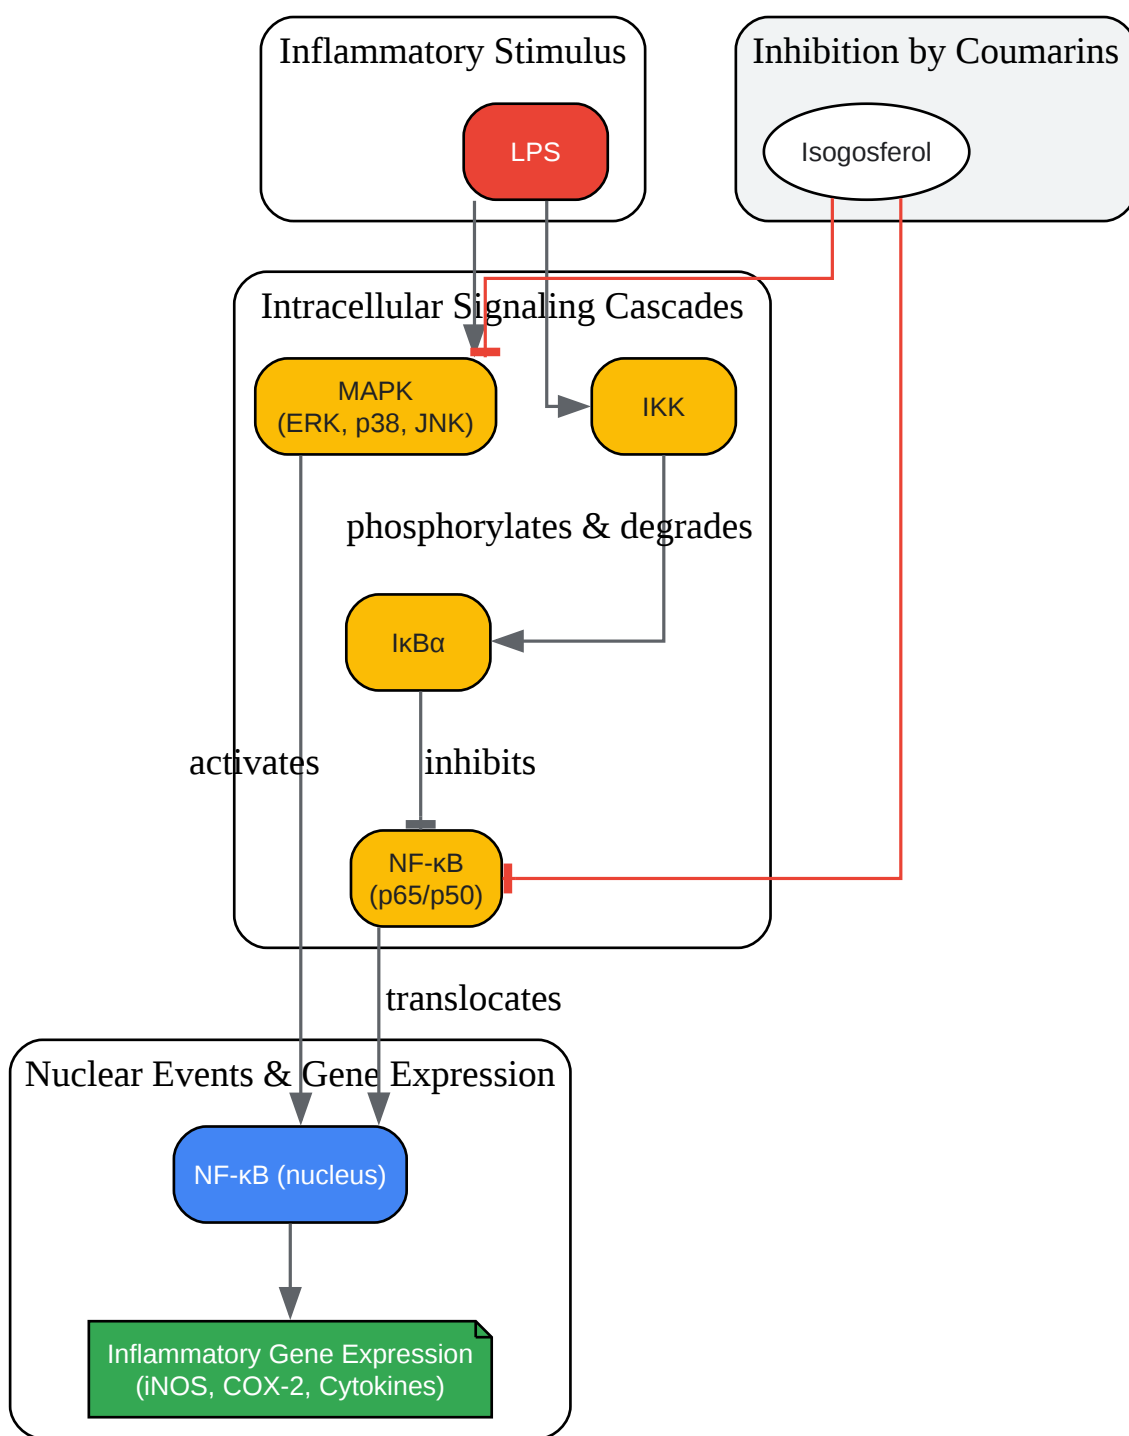 Inflammatory Stimulus
Inhibition by Coumarins
LPS
Isogosferol
Intracellular Signaling Cascades
MAPK
(ERK, p38, JNK)
IKK
phosphorylates & degrades
IκBα
activates
inhibits
NF-κB
(p65/p50)
translocates
Nuclear Events & Gene Expression
NF-κB (nucleus)
Inflammatory Gene Expression
(iNOS, COX-2, Cytokines)